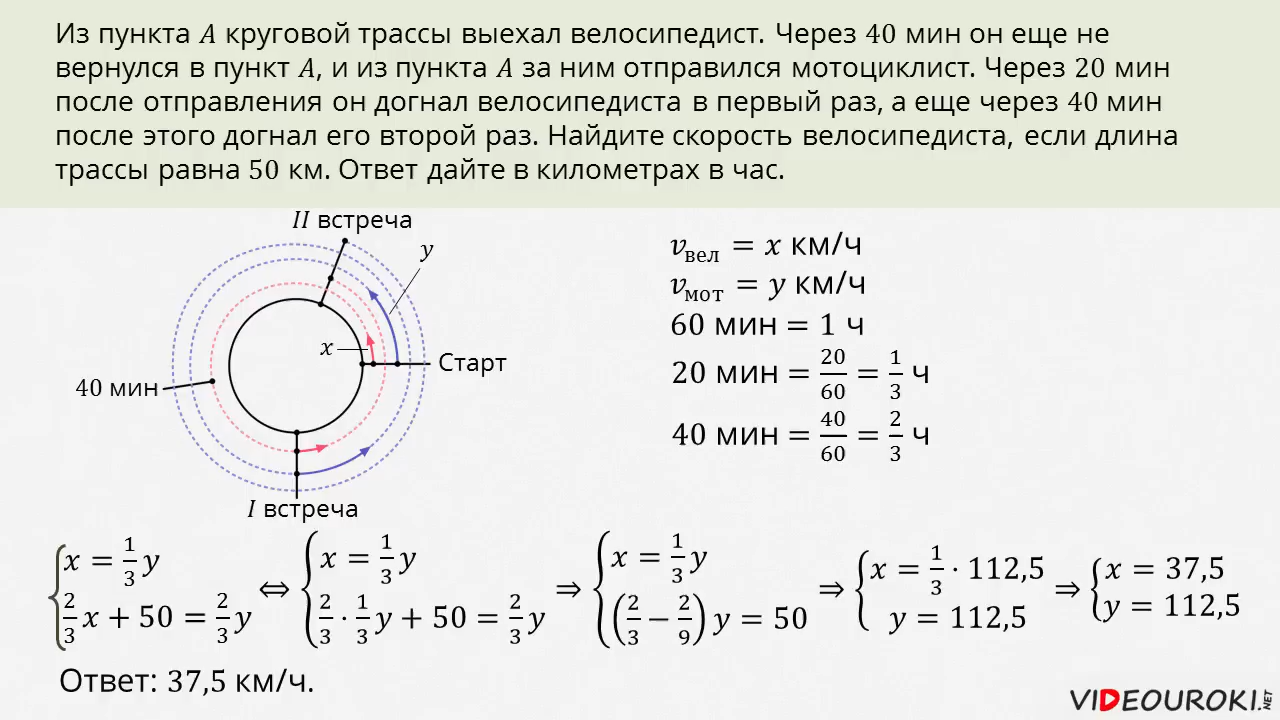 Из пункта A круговой трассы выехал велосипедист. Через 40 мин он еще не
вернулся в пункт A, и из пункта A за ним отправился мотоциклист. Через 20 мин
после отправления он догнал велосипедиста в первый раз, а еще через 40 мин
после этого догнал его второй раз. Найдите скорость велосипедиста, если длина
трассы равна 50 км. Ответ дайте в километрах в час.
II встреча
y
x
Старт
40 мин
I встреча
v_вел = x км/ч
v_мот = y км/ч
60 мин = 1 ч
20 мин = 20/60 = 1/3 ч
40 мин = 40/60 = 2/3 ч
{ x = 1/3 y ; 2/3 x + 50 = 2/3 y ⇔ { x = 1/3 y ; 2/3 · 1/3 y + 50 = 2/3 y ⇒ { x = 1/3 y ; (2/3 − 2/9) y = 50 ⇒ { x = 1/3 · 112,5 ; y = 112,5 ⇒ { x = 37,5 ; y = 112,5
Ответ: 37,5 км/ч.
VIDEOUROKI.NET